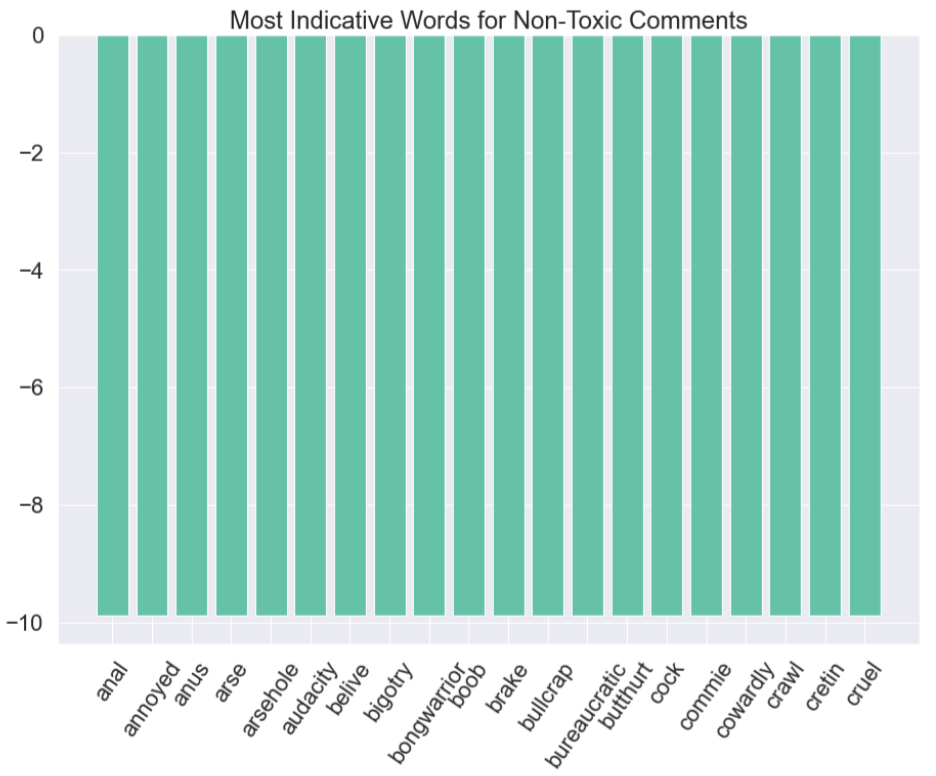 Most Indicative Words for Non-Toxic Comments
0
−2
−4
−6
−8
−10
anal
annoyed
anus
arse
arsehole
audacity
belive
bigotry
bongwarrior
boob
brake
bullcrap
bureaucratic
butthurt
cock
commie
cowardly
crawl
cretin
cruel